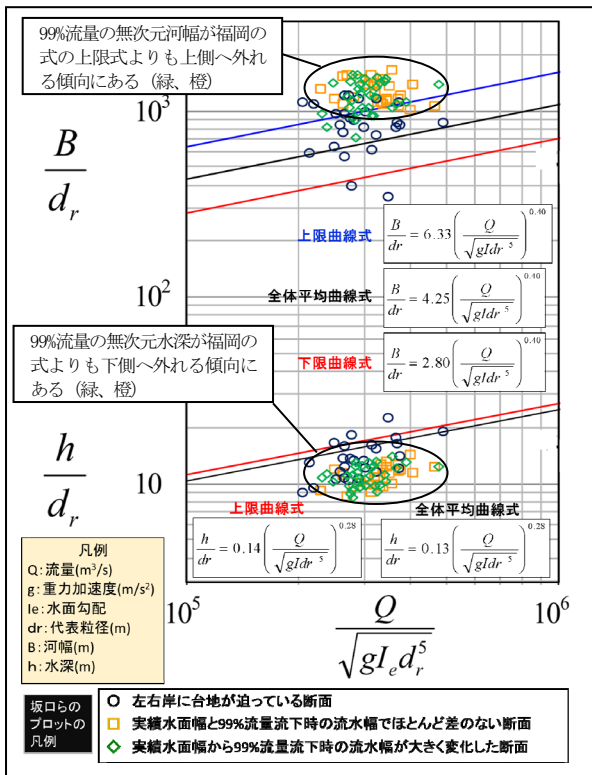 99%流量の無次元河幅が福岡の
式の上限式よりも上側へ外れ
る傾向にある（緑、橙）
10³
B/d_r
上限曲線式
B/dr = 6.33 (Q/√gIdr⁵)^0.40
10²
全体平均曲線式
B/dr = 4.25 (Q/√gIdr⁵)^0.40
99%流量の無次元水深が福岡の
式よりも下側へ外れる傾向に
ある（緑、橙）
下限曲線式
B/dr = 2.80 (Q/√gIdr⁵)^0.40
h/d_r
10
上限曲線式
全体平均曲線式
h/dr = 0.14 (Q/√gIdr⁵)^0.28
h/dr = 0.13 (Q/√gIdr⁵)^0.28
凡例
Q:流量(m³/s)
g:重力加速度(m/s²)
Ie:水面勾配
dr:代表粒径(m)
B:河幅(m)
h:水深(m)
10⁵
Q/√gI_e d_r⁵
10⁶
坂口らの
プロットの
凡例
左右岸に台地が迫っている断面
実績水面幅と99%流量流下時の流水幅でほとんど差のない断面
実績水面幅から99%流量流下時の流水幅が大きく変化した断面